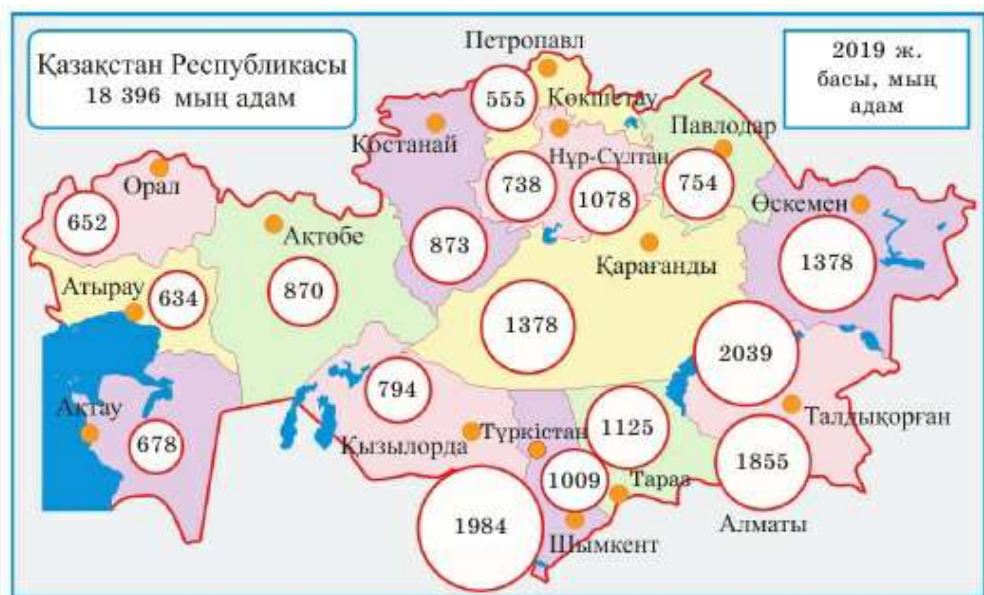 Қазақстан Республикасы
18 396 мың адам
2019 ж.
басы, мың
адам
Петропавл
555
Көкшетау
Қостанай
Павлодар
Нұр-Сұлтан
738
1078
754
Орал
652
Ақтөбе
873
Өскемен
Қарағанды
1378
Атырау
634
870
1378
2039
794
Ақтау
678
Қызылорда
Түркістан
1125
Талдықорған
1009
Тараз
1855
1984
Шымкент
Алматы